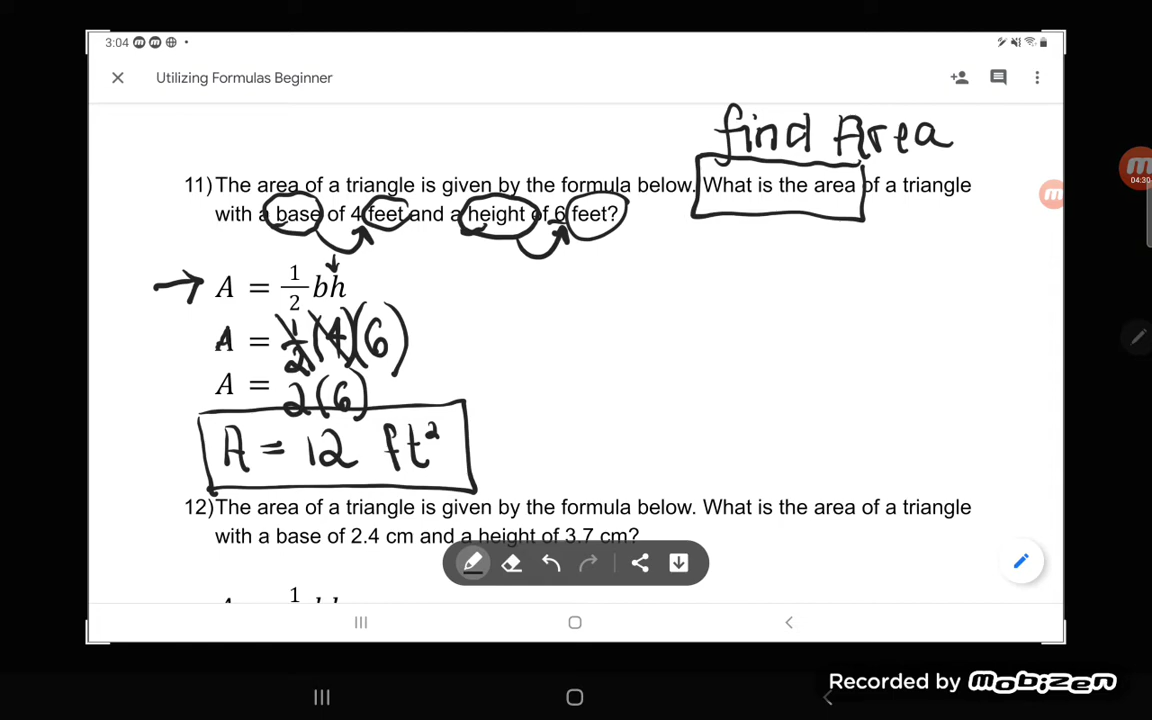 3:04
Utilizing Formulas Beginner
find Area
11) The area of a triangle is given by the formula below. What is the area of a triangle
with a base of 4 feet and a height of 6 feet?
A = 1/2 bh
A = 1/2 (4)(6)
A = 2(6)
A = 12 ft²
12) The area of a triangle is given by the formula below. What is the area of a triangle
with a base of 2.4 cm and a height of 3.7 cm?
04:30
Recorded by mobizen